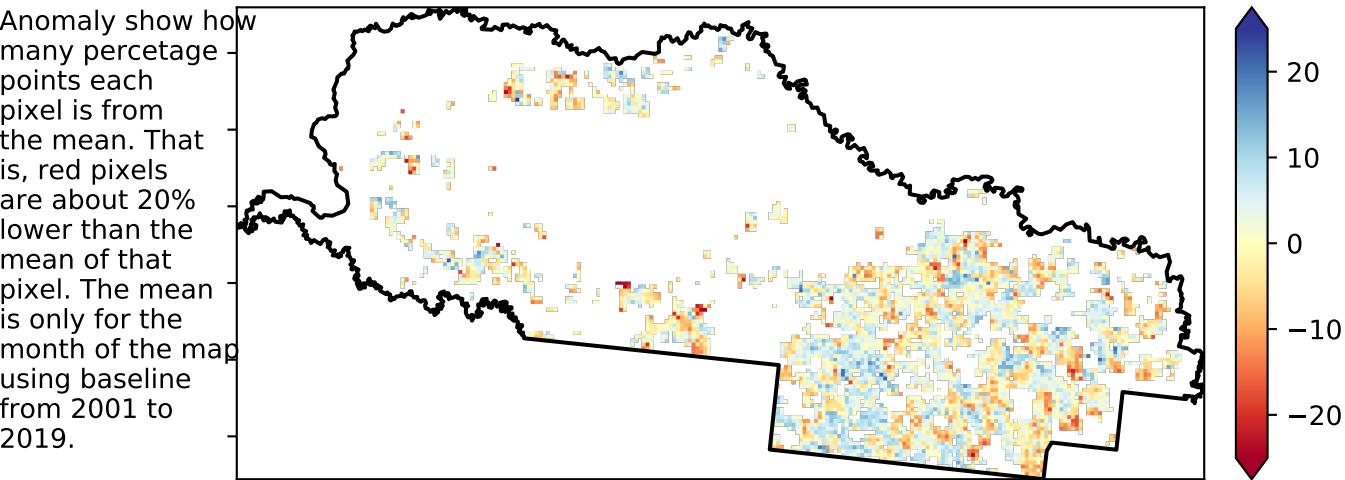 Anomaly show how
many percetage
points each
pixel is from
the mean. That
is, red pixels
are about 20%
lower than the
mean of that
pixel. The mean
is only for the
month of the map
using baseline
from 2001 to
2019.
20
10
0
−10
−20